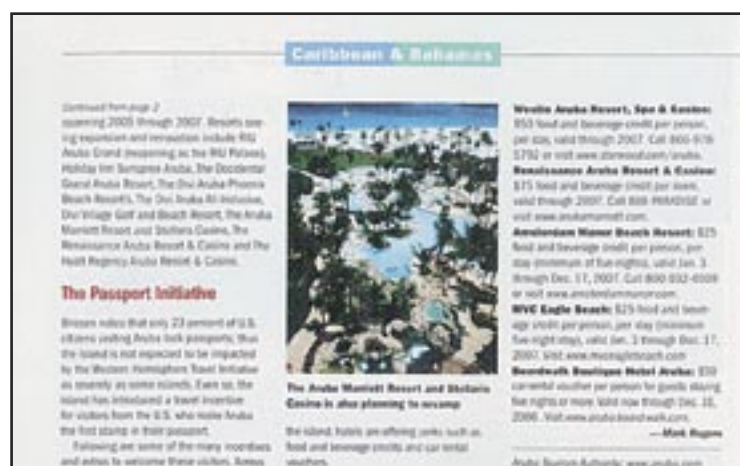 Caribbean & Bahamas
Continued from page 2
spanning 2005 through 2007. Resorts see-
ing expansion and renovation include RIU
Aruba Grand (reopening as the RIU Palace),
Holiday Inn Sunspree Aruba, The Occidental
Grand Aruba Resort, The Divi Aruba Phoenix
Beach Resort's, The Divi Aruba All Inclusive,
Divi Village Golf and Beach Resort, The Aruba
Marriott Resort and Stellaris Casino, The
Renaissance Aruba Resort & Casino and The
Hyatt Regency Aruba Resort & Casino.
The Passport Initiative
notes that only 23 percent of U.S.
citizens visiting Aruba lack passports; thus
the island is not expected to be impacted
by the Western Hemisphere Travel Initiative
as severely as some islands. Even so, the
island has introduced a travel incentive
for visitors from the U.S. who make Aruba
the first stamp in their passport.
Following are some of the many incentives
and extras to welcome these visitors.
The Aruba Marriott Resort and Stellaris
Casino is also planning to revamp
the island, hotels are offering perks such as
food and beverage credits and car rental
vouchers.
Westin Aruba Resort, Spa & Casino:
$50 food and beverage credit per person,
per day, valid through 2007. Call 800-978-
or visit www.starwood.com/aruba.
Renaissance Aruba Resort & Casino:
$75 food and beverage credit per room,
valid through 2007. Call 888-PARADISE or
visit www.arubamarriott.com.
Amsterdam Manor Beach Resort: $25
food and beverage credit per person, per
stay (minimum of five nights), valid Jan. 3
through Dec. 17, 2007. Call 800-932-6509
or visit www.amsterdammanor.com.
MVC Eagle Beach: $25 food and bever-
age credit per person, per stay (minimum
five night stay), valid Jan. 3 through Dec. 17,
2007. Visit www.mvceaglebeach.com
Boardwalk Boutique Hotel Aruba: $50
car rental voucher per person for guests staying
five nights or more. Valid now through Dec. 18,
2006. Visit www.arubaboardwalk.com.
—Mark Rogers
Aruba Tourism Authority: www.aruba.com